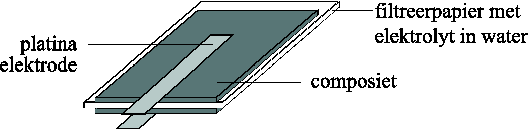 platina
elektrode
filtreerpapier met
elektrolyt in water
composiet